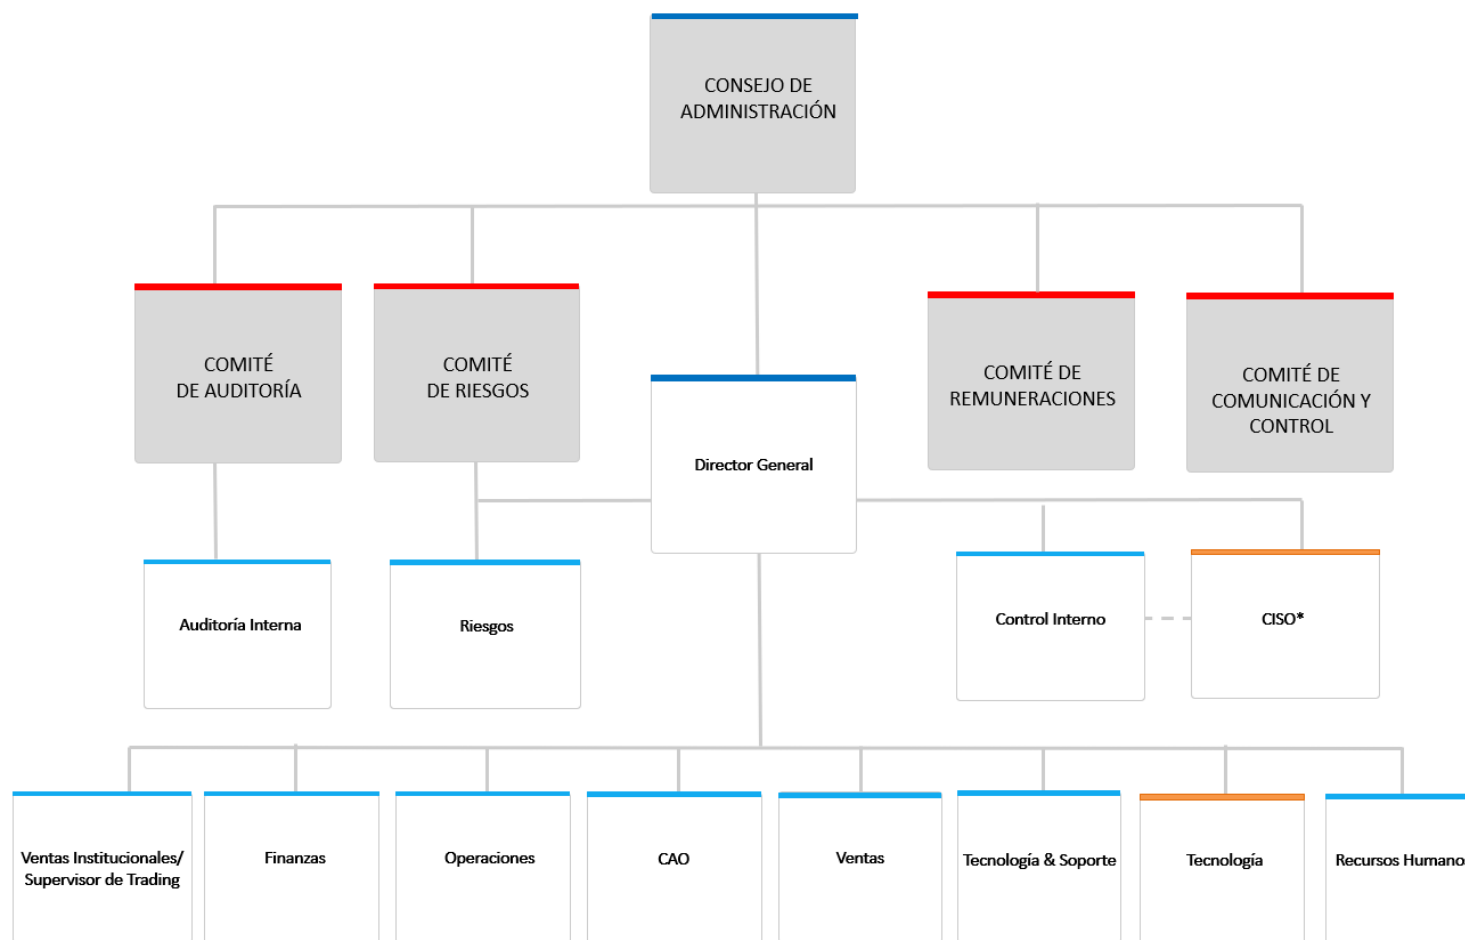 CONSEJO DE
ADMINISTRACIÓN
COMITÉ
DE AUDITORÍA
COMITÉ
DE RIESGOS
COMITÉ DE
REMUNERACIONES
COMITÉ DE
COMUNICACIÓN Y
CONTROL
Director General
Auditoría Interna
Riesgos
Control Interno
CISO*
Ventas Institucionales/
Supervisor de Trading
Finanzas
Operaciones
CAO
Ventas
Tecnología & Soporte
Tecnología
Recursos Humano